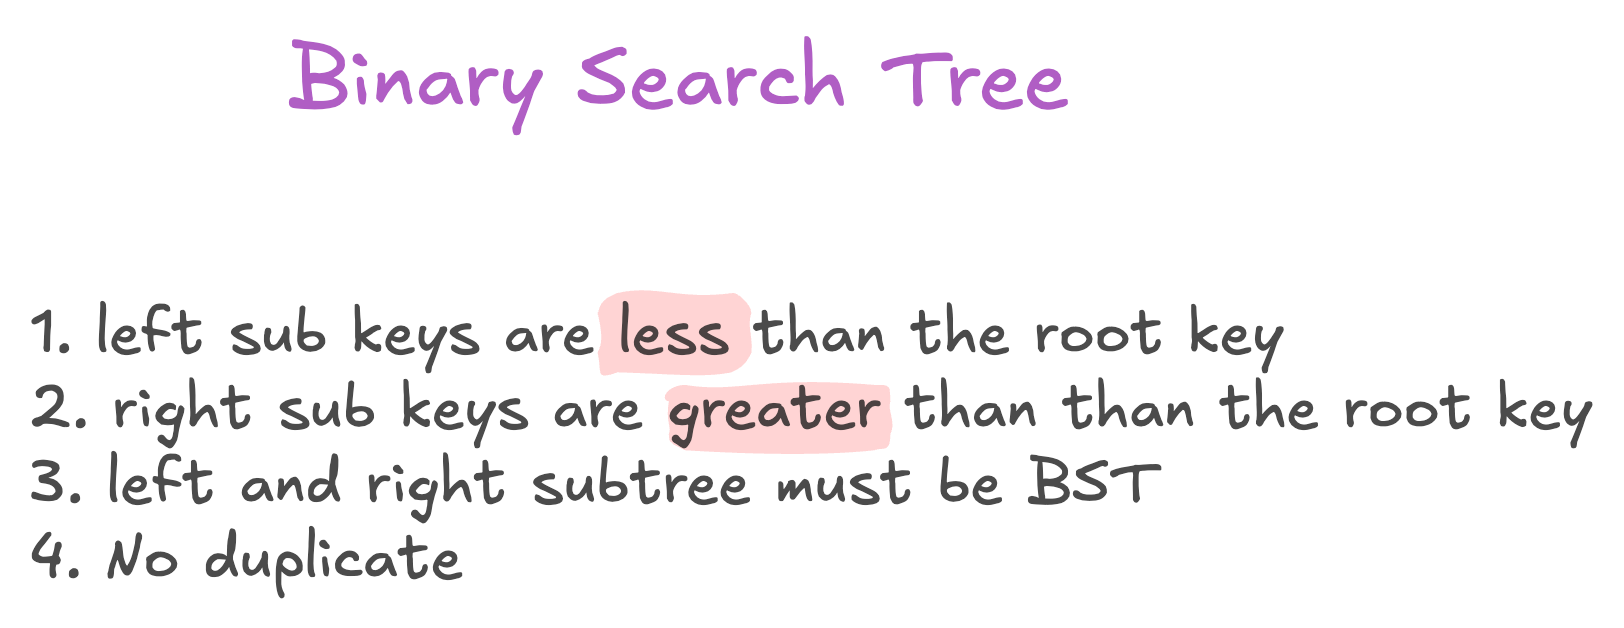 Binary Search Tree
1. left sub keys are less than the root key
2. right sub keys are greater than than the root key
3. left and right subtree must be BST
4. No duplicate